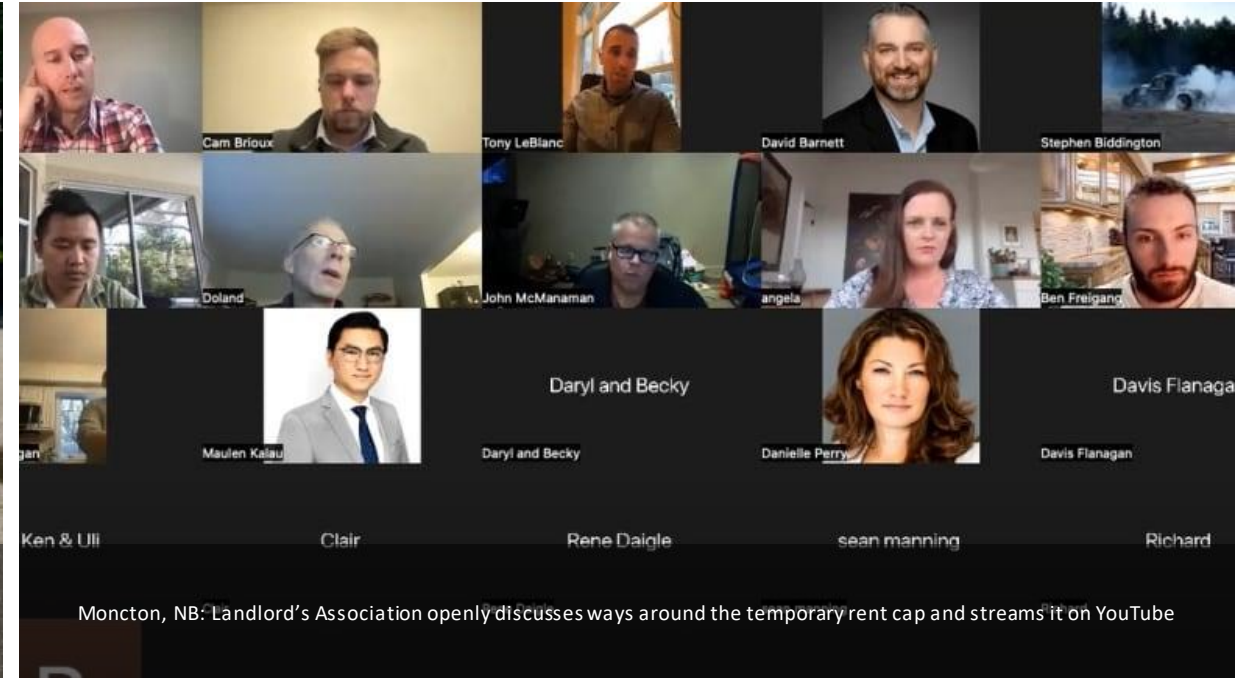 Cam Brioux
Tony LeBlanc
David Barnett
Stephen Biddington
Doland
John McManaman
angela
Ben Freigang
gan
Maulen Kalau
Daryl and Becky
Daryl and Becky
Danielle Perry
Davis Flanaga
Davis Flanagan
Ken & Uli
Clair
Rene Daigle
sean manning
Richard
Moncton, NB: Landlord's Association openly discusses ways around the temporary rent cap and streams it on YouTube